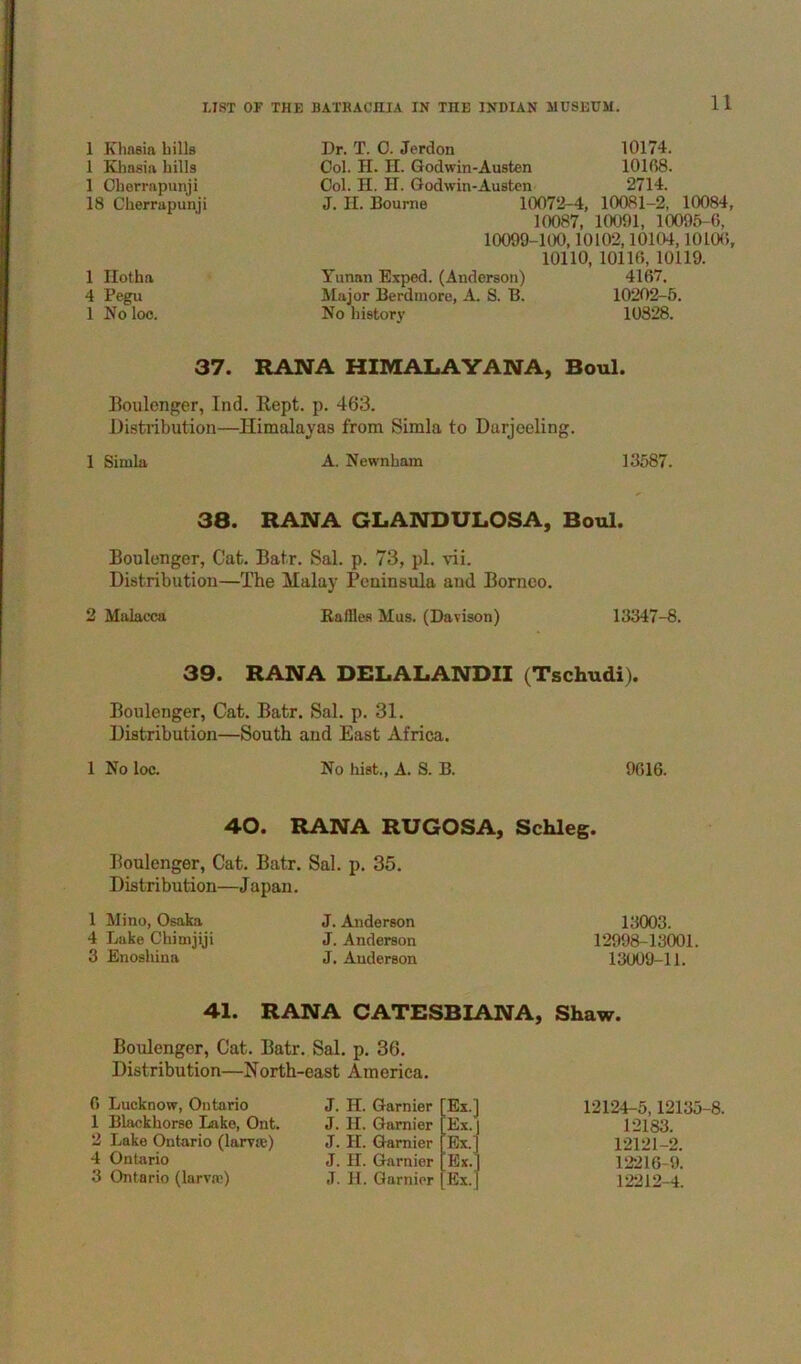 LIST OF THE BATRACHIA IN THE INDIAN MUSEUM. 11
1 Khasia hills Dr. T. C. Jerdon 10174.
1 Khasia hills Col. H. H. Godwin-Austen 10168.
1 Cherrapunji Col. H. H. Godwin-Austen 2714.
18 Cherrapunji J. H. Bourne 10072-4, 10081-2, 10084,
10087, 10091, 10095-6,
10099-100, 10102, 10104, 10106,
10110, 10116, 10119.
1 Hotha Yunan Exped. (Anderson) 4167.
4 Pegu Major Berdmore, A. S. B. 10202-5.
1 No loc. No history 10828.
37. RANA HIMALAYANA, Boul.
Boulenger, Ind. Rept. p. 463.
Distribution—Himalayas from Simla to Darjeeling.
1 Simla A. Newnham 13587.
38. RANA GLANDULOSA, Boul.
Boulenger, Cat. Batr. Sal. p. 73, pl. vii.
Distribution—The Malay Peninsula and Borneo.
2 Malacca Raffles Mus. (Davison) 13347-8.
39. RANA DELALANDII (Tschudi).
Boulenger, Cat. Batr. Sal. p. 31.
Distribution—South and East Africa.
1 No loc. No hist., A. S. B. 9616.
40. RANA RUGOSA, Schleg.
Boulenger, Cat. Batr. Sal. p. 35.
Distribution—Japan.
1 Mino, Osaka J. Anderson 13003.
4 Lake Chimjiji J. Anderson 12998-13001.
3 Enoshina J. Anderson 13009-11.
41. RANA CATESBIANA, Shaw.
Boulenger, Cat. Batr. Sal. p. 36.
Distribution—North-east America.
6 Lucknow, Ontario J. H. Garnier [Ex.] 12124-5, 12135-8.
1 Blackhorse Lake, Ont. J. H. Garnier [Ex.] 12183.
2 Lake Ontario (larvæ) J. H. Garnier [Ex.] 12121-2.
4 Ontario J. H. Garnier [Ex.] 12216-9.
3 Ontario (larvæ) J. H. Garnier [Ex.] 12212-4.